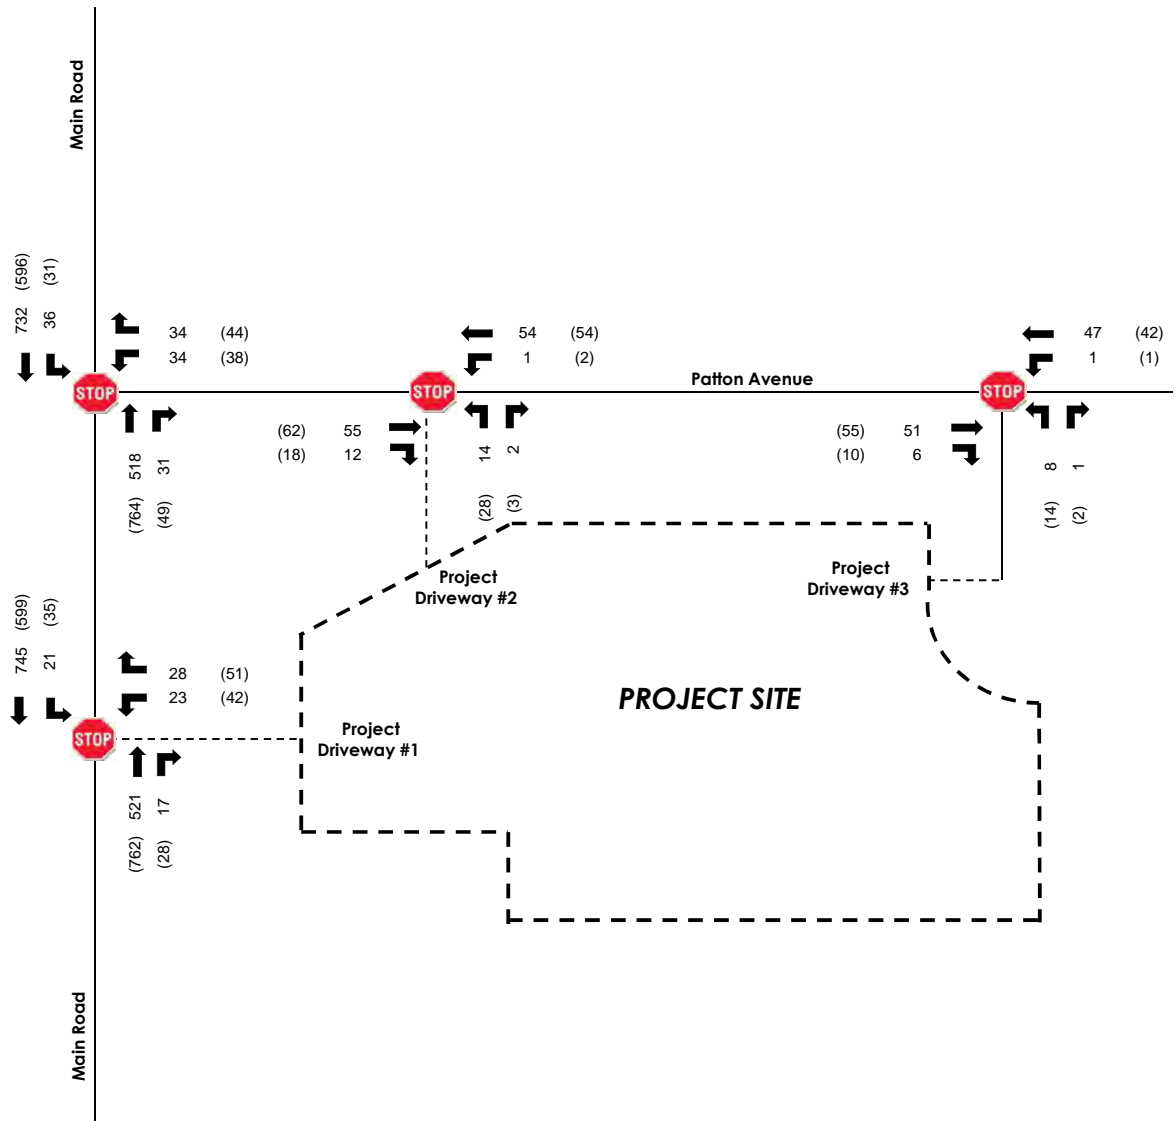 Main Road
732 (596)
36 (31)
34 (44)
34 (38)
STOP
518 (764)
31 (49)
54 (54)
1 (2)
STOP
Patton Avenue
(62) 55
(18) 12
14 (28)
2 (3)
47 (42)
1 (1)
STOP
(55) 51
(10) 6
8 (14)
1 (2)
Project
Driveway #2
Project
Driveway #3
745 (599)
21 (35)
28 (51)
23 (42)
STOP
521 (762)
17 (28)
Project
Driveway #1
PROJECT SITE
Main Road